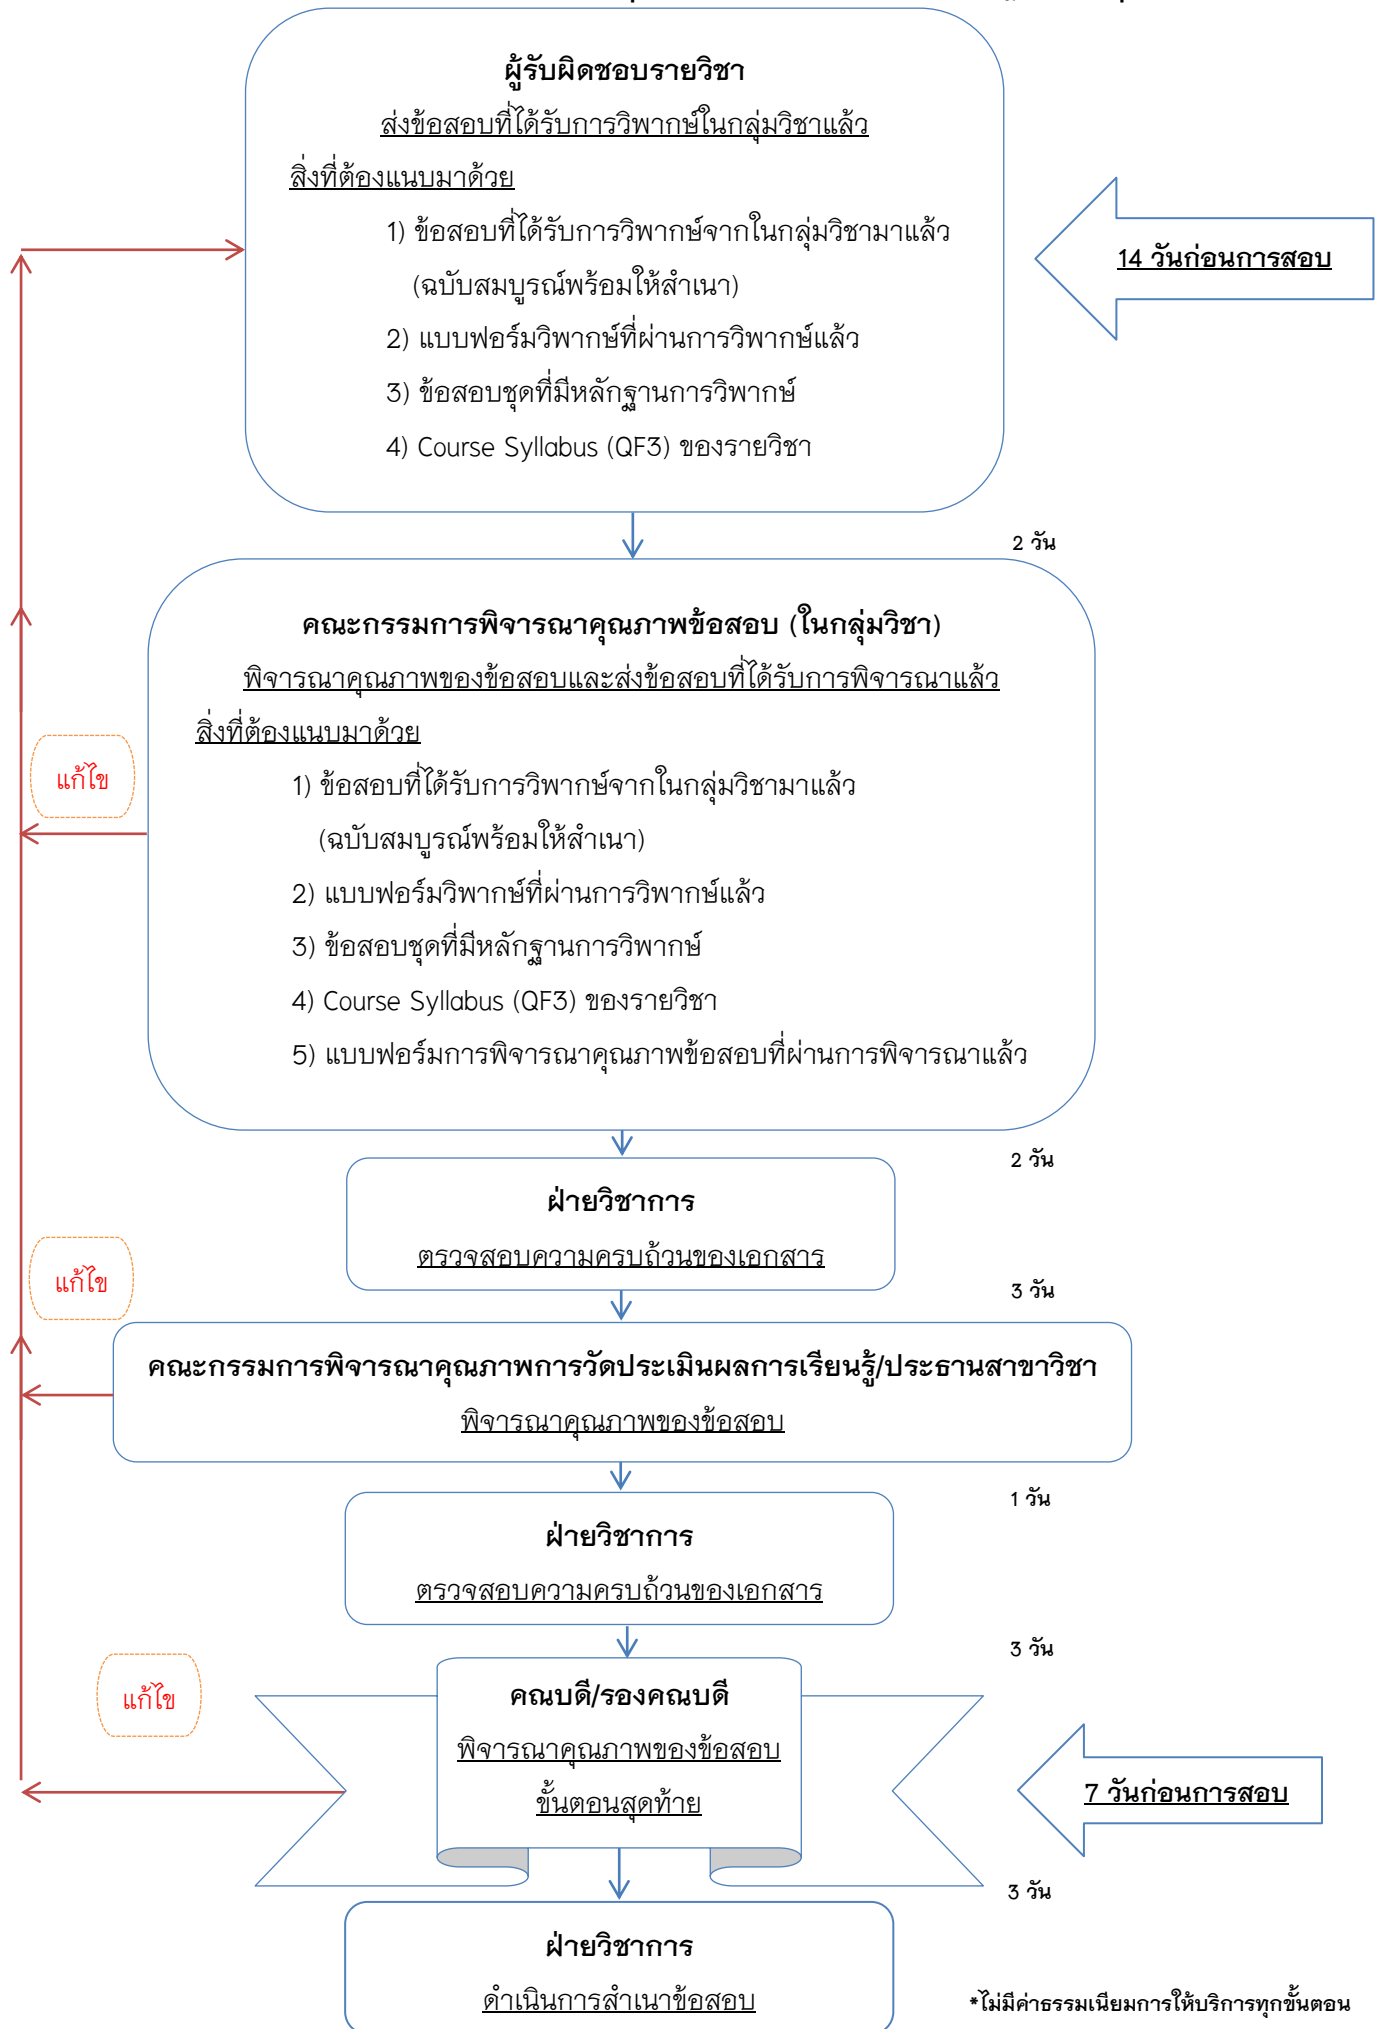 ผู้รับผิดชอบรายวิชา
ส่งข้อสอบที่ได้รับการวิพากษ์ในกลุ่มวิชาแล้ว
สิ่งที่ต้องแนบมาด้วย
1) ข้อสอบที่ได้รับการวิพากษ์จากในกลุ่มวิชามาแล้ว
(ฉบับสมบูรณ์พร้อมให้สำเนา)
2) แบบฟอร์มวิพากษ์ที่ผ่านการวิพากษ์แล้ว
3) ข้อสอบชุดที่มีหลักฐานการวิพากษ์
4) Course Syllabus (QF3) ของรายวิชา
14 วันก่อนการสอบ
2 วัน
คณะกรรมการพิจารณาคุณภาพข้อสอบ (ในกลุ่มวิชา)
พิจารณาคุณภาพของข้อสอบและส่งข้อสอบที่ได้รับการพิจารณาแล้ว
สิ่งที่ต้องแนบมาด้วย
1) ข้อสอบที่ได้รับการวิพากษ์จากในกลุ่มวิชามาแล้ว
(ฉบับสมบูรณ์พร้อมให้สำเนา)
2) แบบฟอร์มวิพากษ์ที่ผ่านการวิพากษ์แล้ว
3) ข้อสอบชุดที่มีหลักฐานการวิพากษ์
4) Course Syllabus (QF3) ของรายวิชา
5) แบบฟอร์มการพิจารณาคุณภาพข้อสอบที่ผ่านการพิจารณาแล้ว
แก้ไข
2 วัน
ฝ่ายวิชาการ
ตรวจสอบความครบถ้วนของเอกสาร
แก้ไข
3 วัน
คณะกรรมการพิจารณาคุณภาพการวัดประเมินผลการเรียนรู้/ประธานสาขาวิชา
พิจารณาคุณภาพของข้อสอบ
1 วัน
ฝ่ายวิชาการ
ตรวจสอบความครบถ้วนของเอกสาร
3 วัน
แก้ไข
คณบดี/รองคณบดี
พิจารณาคุณภาพของข้อสอบ
ขั้นตอนสุดท้าย
7 วันก่อนการสอบ
3 วัน
ฝ่ายวิชาการ
ดำเนินการสำเนาข้อสอบ
*ไม่มีค่าธรรมเนียมการให้บริการทุกขั้นตอน